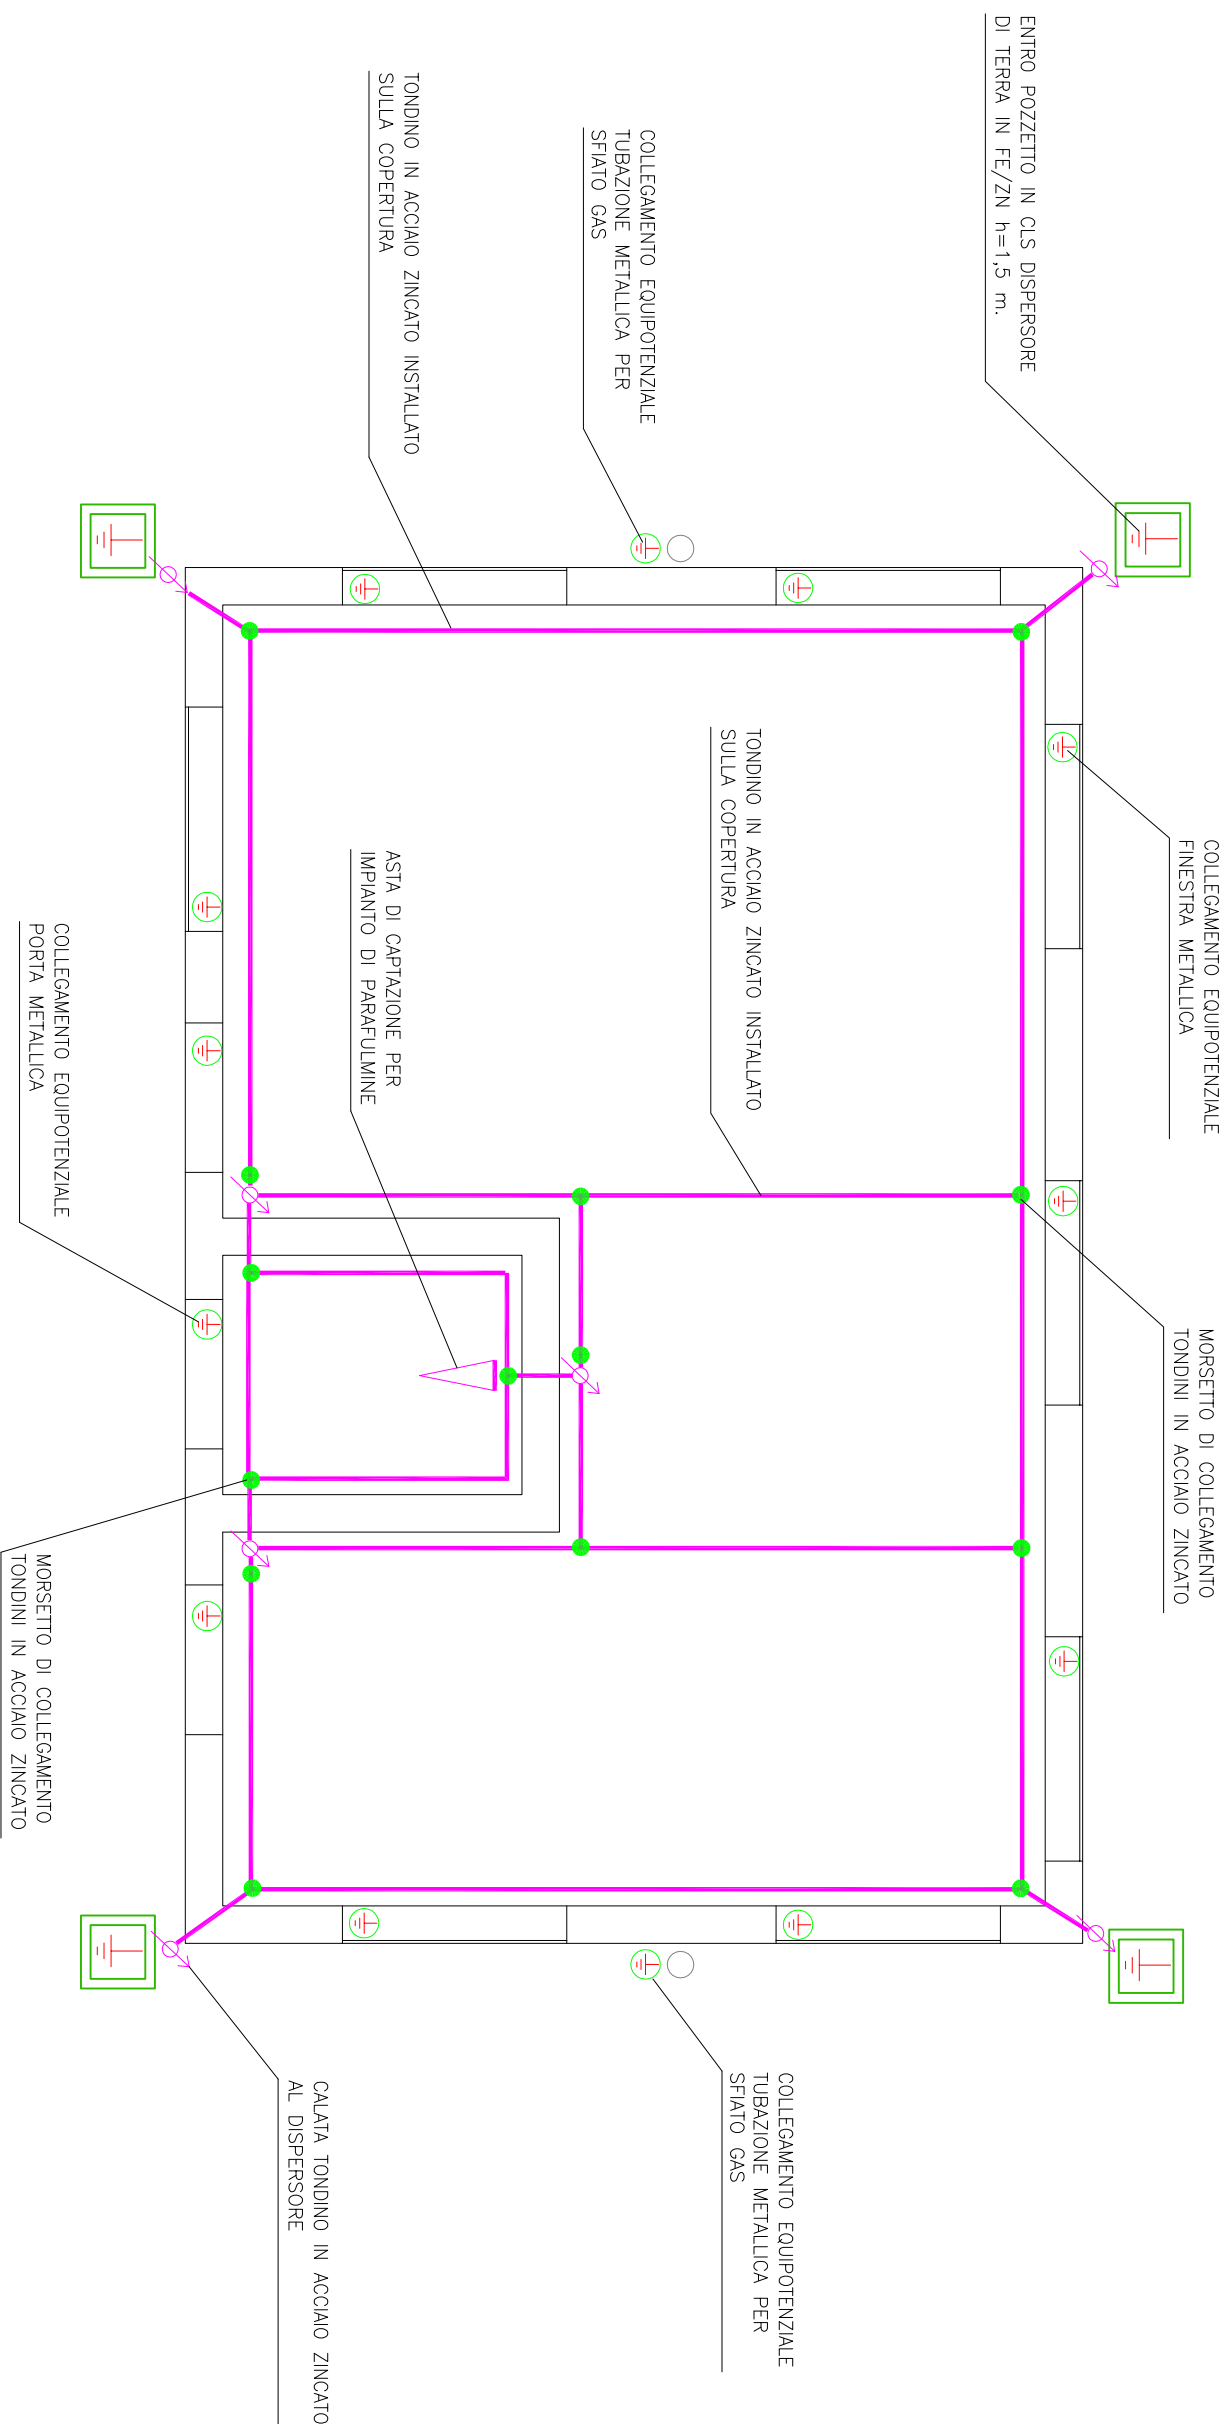 ENTRO POZZETTO IN CLS DISPERSORE
DI TERRA IN FE/ZN h=1,5 m.
COLLEGAMENTO EQUIPOTENZIALE
TUBAZIONE METALLICA PER
SFIATO GAS
TONDINO IN ACCIAIO ZINCATO INSTALLATO
SULLA COPERTURA
COLLEGAMENTO EQUIPOTENZIALE
FINESTRA METALLICA
TONDINO IN ACCIAIO ZINCATO INSTALLATO
SULLA COPERTURA
ASTA DI CAPTAZIONE PER
IMPIANTO DI PARAFULMINE
COLLEGAMENTO EQUIPOTENZIALE
PORTA METALLICA
MORSETTO DI COLLEGAMENTO
TONDINI IN ACCIAIO ZINCATO
MORSETTO DI COLLEGAMENTO
TONDINI IN ACCIAIO ZINCATO
COLLEGAMENTO EQUIPOTENZIALE
TUBAZIONE METALLICA PER
SFIATO GAS
CALATA TONDINO IN ACCIAIO ZINCATO
AL DISPERSORE